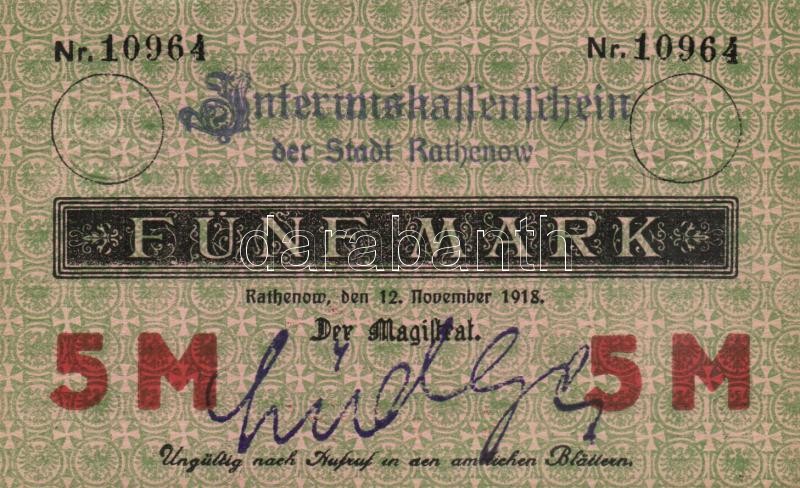 Nr. 10964 Nr. 10964
Interimskassenschein
der Stadt Rathenow
FÜNF MARK
darabanth
Rathenow, den 12. November 1918.
Der Magistrat.
5 M 5 M
Ungültig nach Aufruf in den amtlichen Blättern.